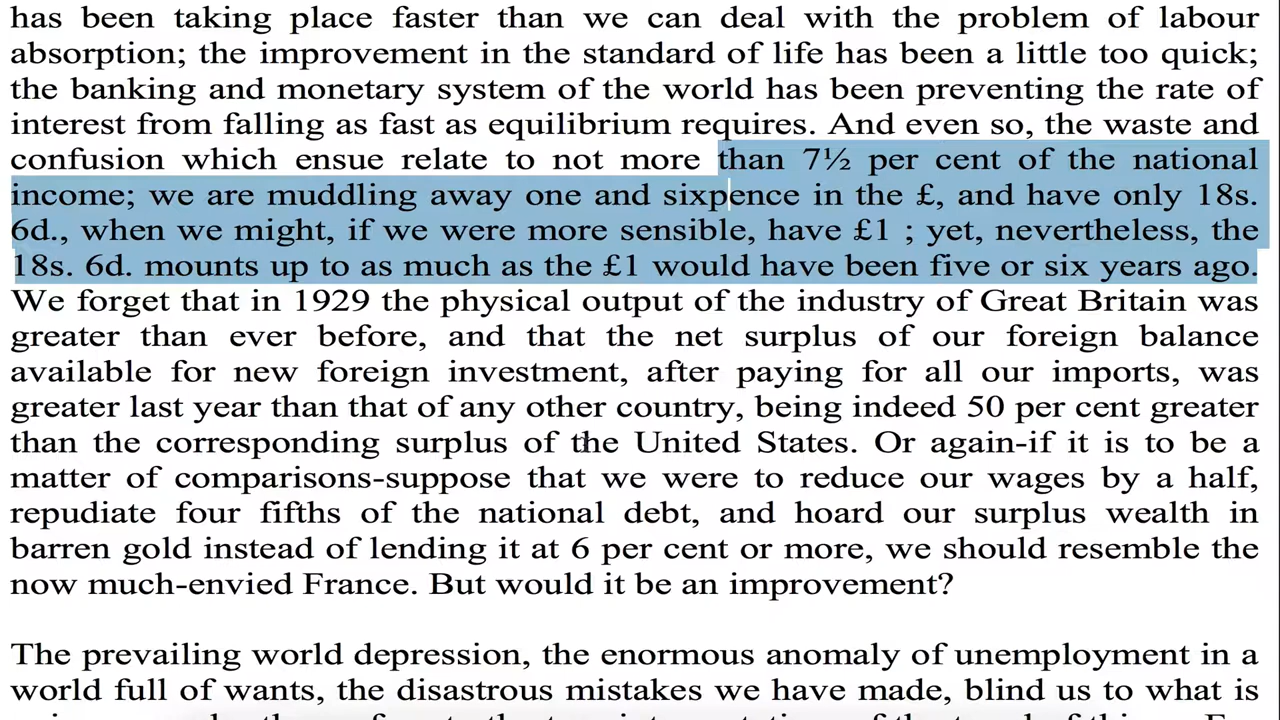 has been taking place faster than we can deal with the problem of labour
absorption; the improvement in the standard of life has been a little too quick;
the banking and monetary system of the world has been preventing the rate of
interest from falling as fast as equilibrium requires. And even so, the waste and
confusion which ensue relate to not more than 7½ per cent of the national
income; we are muddling away one and sixpence in the £, and have only 18s.
6d., when we might, if we were more sensible, have £1 ; yet, nevertheless, the
18s. 6d. mounts up to as much as the £1 would have been five or six years ago.
We forget that in 1929 the physical output of the industry of Great Britain was
greater than ever before, and that the net surplus of our foreign balance
available for new foreign investment, after paying for all our imports, was
greater last year than that of any other country, being indeed 50 per cent greater
than the corresponding surplus of the United States. Or again-if it is to be a
matter of comparisons-suppose that we were to reduce our wages by a half,
repudiate four fifths of the national debt, and hoard our surplus wealth in
barren gold instead of lending it at 6 per cent or more, we should resemble the
now much-envied France. But would it be an improvement?
The prevailing world depression, the enormous anomaly of unemployment in a
world full of wants, the disastrous mistakes we have made, blind us to what is